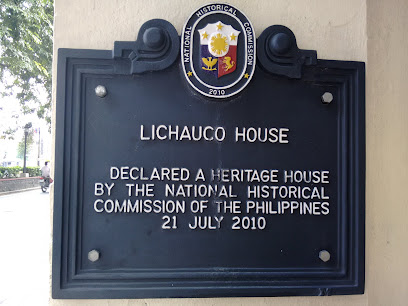 NATIONAL HISTORICAL COMMISSION
2010
LICHAUCO HOUSE
DECLARED A HERITAGE HOUSE
BY THE NATIONAL HISTORICAL
COMMISSION OF THE PHILIPPINES
21 JULY 2010